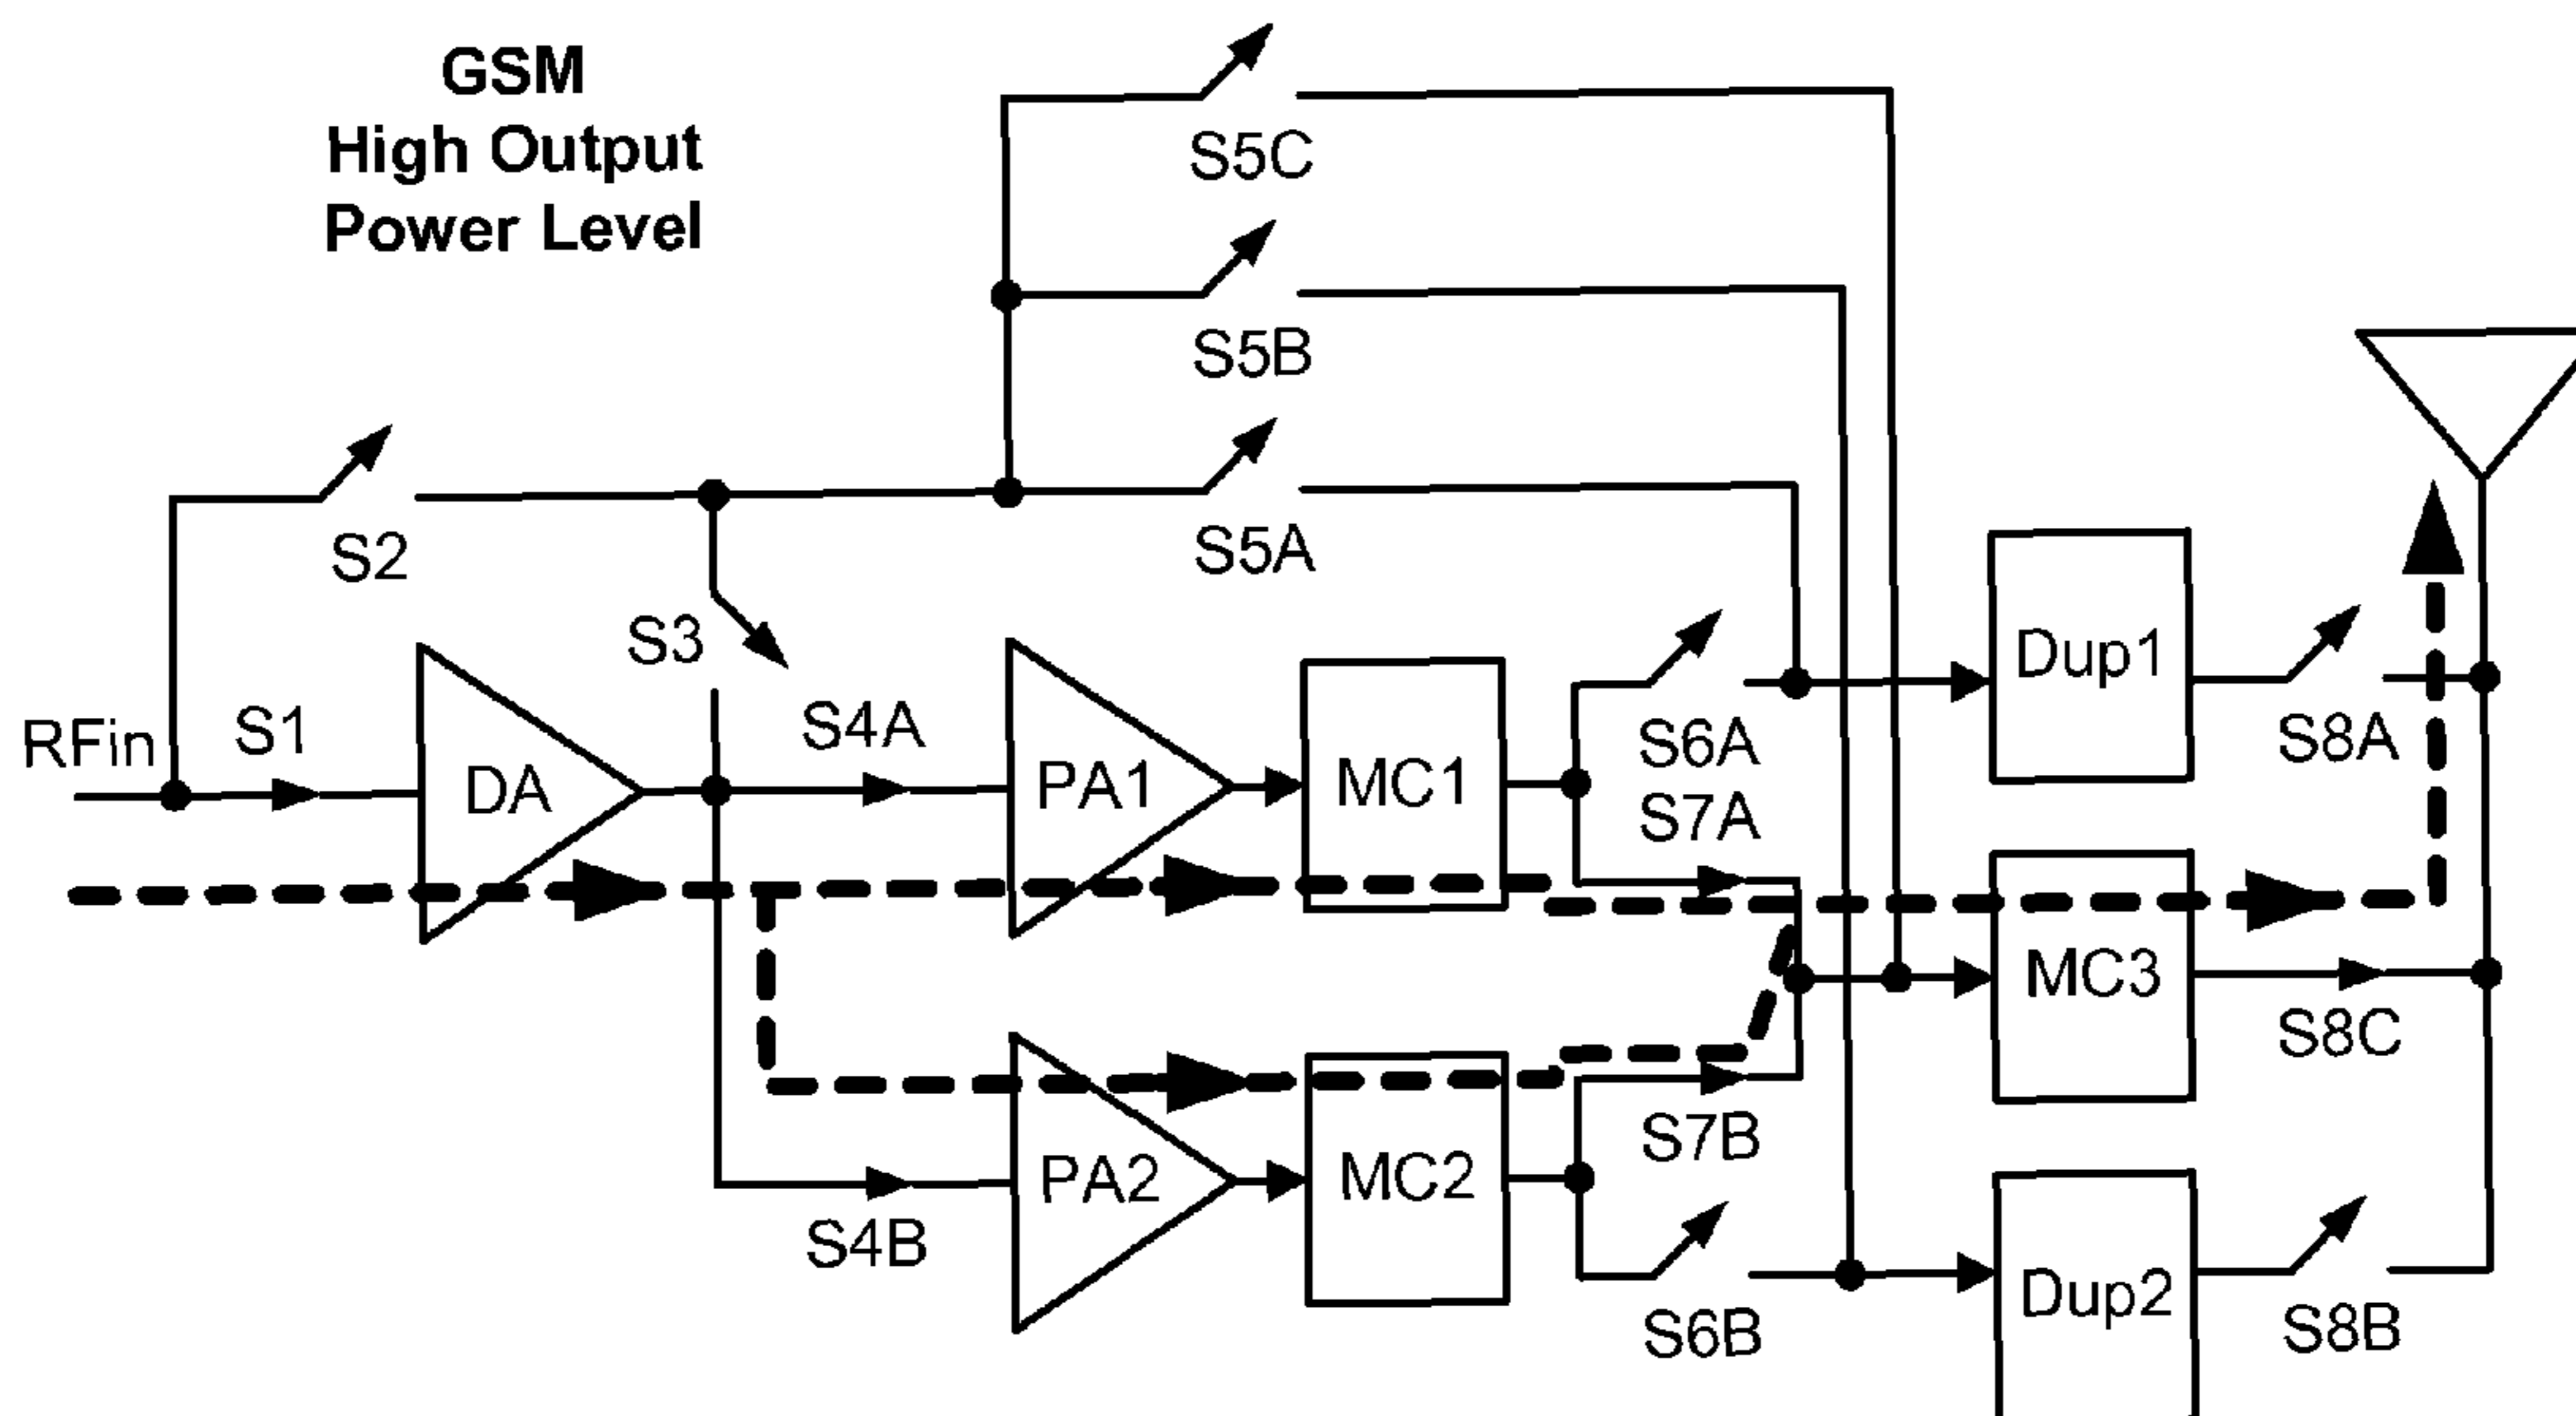 GSM
High Output
Power Level
S5C
S5B
S2
S5A
S3
Dup1
RFin
S1
S4A
S6A
S8A
DA
PA1
MC1
S7A
MC3
S8C
PA2
MC2
S7B
S4B
S6B
Dup2
S8B